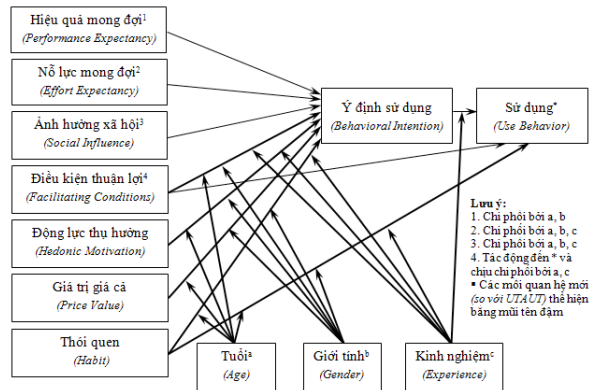 Hiệu quả mong đợi¹
(Performance Expectancy)
Nỗ lực mong đợi²
(Effort Expectancy)
Ảnh hưởng xã hội³
(Social Influence)
Điều kiện thuận lợi⁴
(Facilitating Conditions)
Động lực thụ hưởng
(Hedonic Motivation)
Giá trị giá cả
(Price Value)
Thói quen
(Habit)
Ý định sử dụng
(Behavioral Intention)
Sử dụng*
(Use Behavior)
Lưu ý:
1. Chi phối bởi a, b
2. Chi phối bởi a, b, c
3. Chi phối bởi a, b, c
4. Tác động đến * và
chịu chi phối bởi a, c
▪ Các mối quan hệ mới
(so với UTAUT) thể hiện
bằng mũi tên đậm
Tuổiᵃ
(Age)
Giới tínhᵇ
(Gender)
Kinh nghiệmᶜ
(Experience)